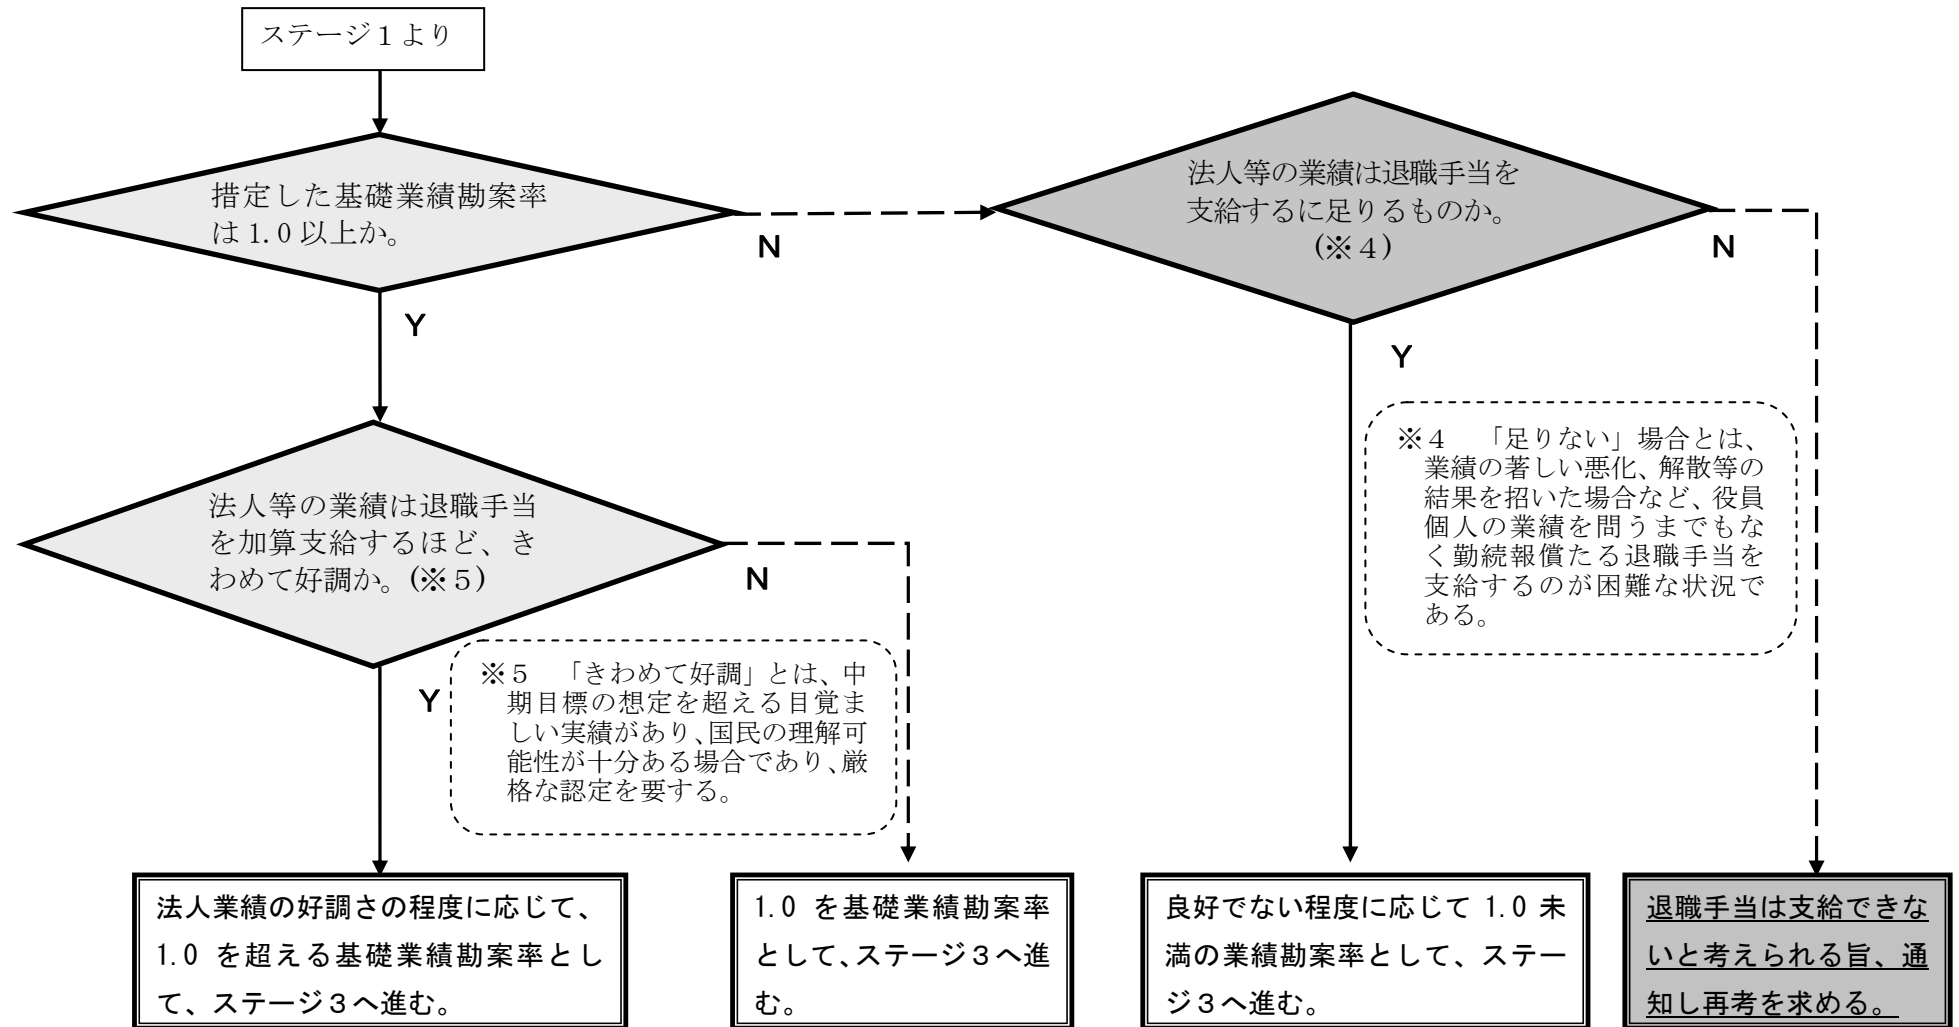 ステージ１より
措定した基礎業績勘案率
は 1.0 以上か。
N
Y
法人等の業績は退職手当を
支給するに足りるものか。
(※４)
N
Y
※４　「足りない」場合とは、
業績の著しい悪化、解散等の
結果を招いた場合など、役員
個人の業績を問うまでもな
く勤続報償たる退職手当を
支給するのが困難な状況で
ある。
法人等の業績は退職手当
を加算支給するほど、き
わめて好調か。(※５)
N
Y
※５　「きわめて好調」とは、中
期目標の想定を超える目覚ま
しい実績があり、国民の理解可
能性が十分ある場合であり、厳
格な認定を要する。
法人業績の好調さの程度に応じて、
1.0 を超える基礎業績勘案率とし
て、ステージ３へ進む。
1.0 を基礎業績勘案率
として、ステージ３へ進
む。
良好でない程度に応じて 1.0 未
満の業績勘案率として、ステー
ジ３へ進む。
退職手当は支給できな
いと考えられる旨、通
知し再考を求める。